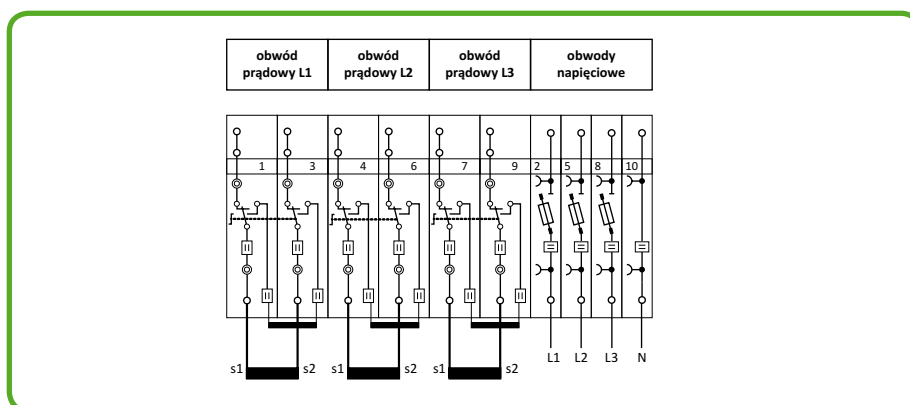 obwód prądowy L1
obwód prądowy L2
obwód prądowy L3
obwody napięciowe
1 3 4 6 7 9 2 5 8 10
L1 L2 L3 N
s1 s2 s1 s2 s1 s2